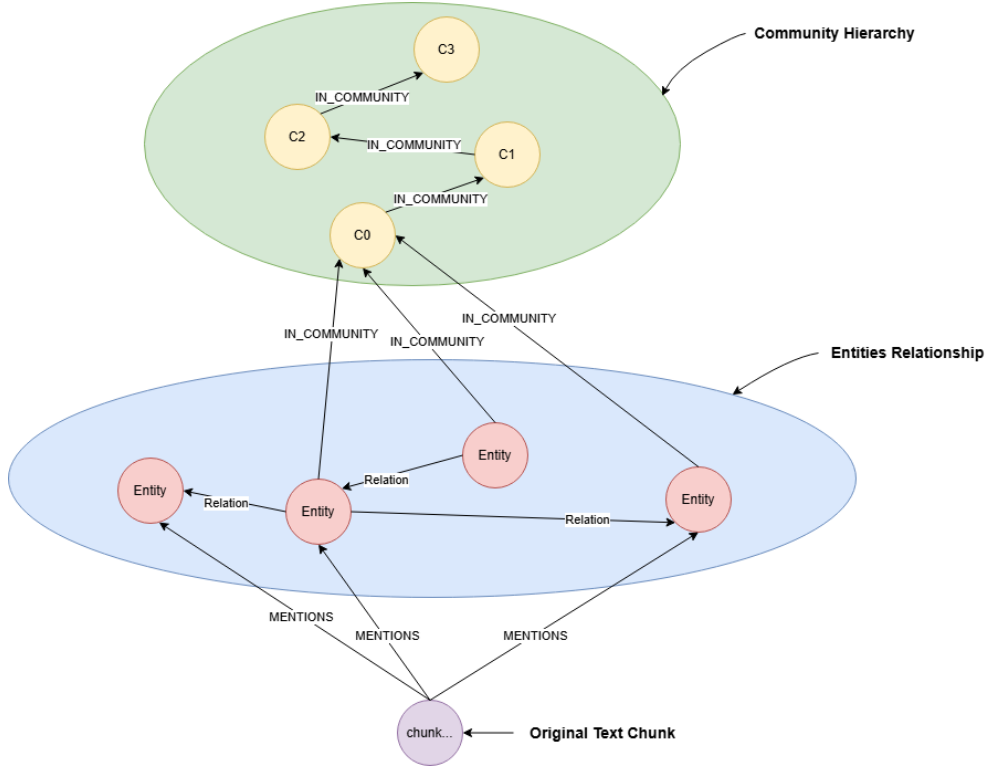 C3
Community Hierarchy
IN_COMMUNITY
C2
IN_COMMUNITY
C1
IN_COMMUNITY
C0
IN_COMMUNITY
IN_COMMUNITY
IN_COMMUNITY
Entities Relationship
Entity
Relation
Entity
Relation
Entity
Relation
Entity
MENTIONS
MENTIONS
MENTIONS
chunk...
Original Text Chunk